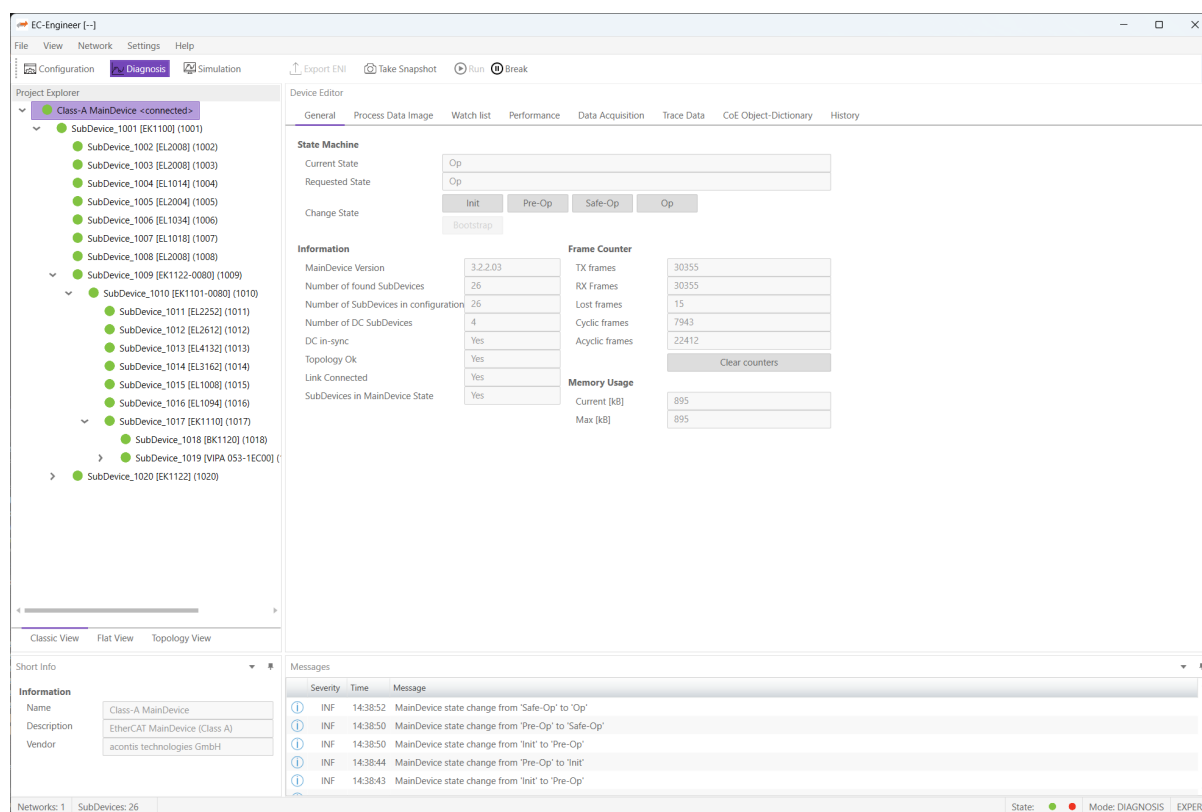 EC-Engineer [--]
File View Network Settings Help
Configuration Diagnosis Simulation Export ENI Take Snapshot Run Break
Project Explorer
Class-A MainDevice <connected>
SubDevice_1001 [EK1100] (1001)
SubDevice_1002 [EL2008] (1002)
SubDevice_1003 [EL2008] (1003)
SubDevice_1004 [EL1014] (1004)
SubDevice_1005 [EL2004] (1005)
SubDevice_1006 [EL1034] (1006)
SubDevice_1007 [EL1018] (1007)
SubDevice_1008 [EL2008] (1008)
SubDevice_1009 [EK1122-0080] (1009)
SubDevice_1010 [EK1101-0080] (1010)
SubDevice_1011 [EL2252] (1011)
SubDevice_1012 [EL2612] (1012)
SubDevice_1013 [EL4132] (1013)
SubDevice_1014 [EL3162] (1014)
SubDevice_1015 [EL1008] (1015)
SubDevice_1016 [EL1094] (1016)
SubDevice_1017 [EK1110] (1017)
SubDevice_1018 [BK1120] (1018)
SubDevice_1019 [VIPA 053-1EC00] (
SubDevice_1020 [EK1122] (1020)
Classic View Flat View Topology View
Device Editor
General Process Data Image Watch list Performance Data Acquisition Trace Data CoE Object-Dictionary History
State Machine
Current State Op
Requested State Op
Change State Init Pre-Op Safe-Op Op
Bootstrap
Information
MainDevice Version 3.2.2.03
Number of found SubDevices 26
Number of SubDevices in configuration 26
Number of DC SubDevices 4
DC in-sync Yes
Topology Ok Yes
Link Connected Yes
SubDevices in MainDevice State Yes
Frame Counter
TX frames 30355
RX Frames 30355
Lost frames 15
Cyclic frames 7943
Acyclic frames 22412
Clear counters
Memory Usage
Current [kB] 895
Max [kB] 895
Short Info
Information
Name Class-A MainDevice
Description EtherCAT MainDevice (Class A)
Vendor acontis technologies GmbH
Messages
Severity Time Message
INF 14:38:52 MainDevice state change from 'Safe-Op' to 'Op'
INF 14:38:50 MainDevice state change from 'Pre-Op' to 'Safe-Op'
INF 14:38:50 MainDevice state change from 'Init' to 'Pre-Op'
INF 14:38:44 MainDevice state change from 'Pre-Op' to 'Init'
INF 14:38:43 MainDevice state change from 'Init' to 'Pre-Op'
Networks: 1 SubDevices: 26 State: Mode: DIAGNOSIS EXPER